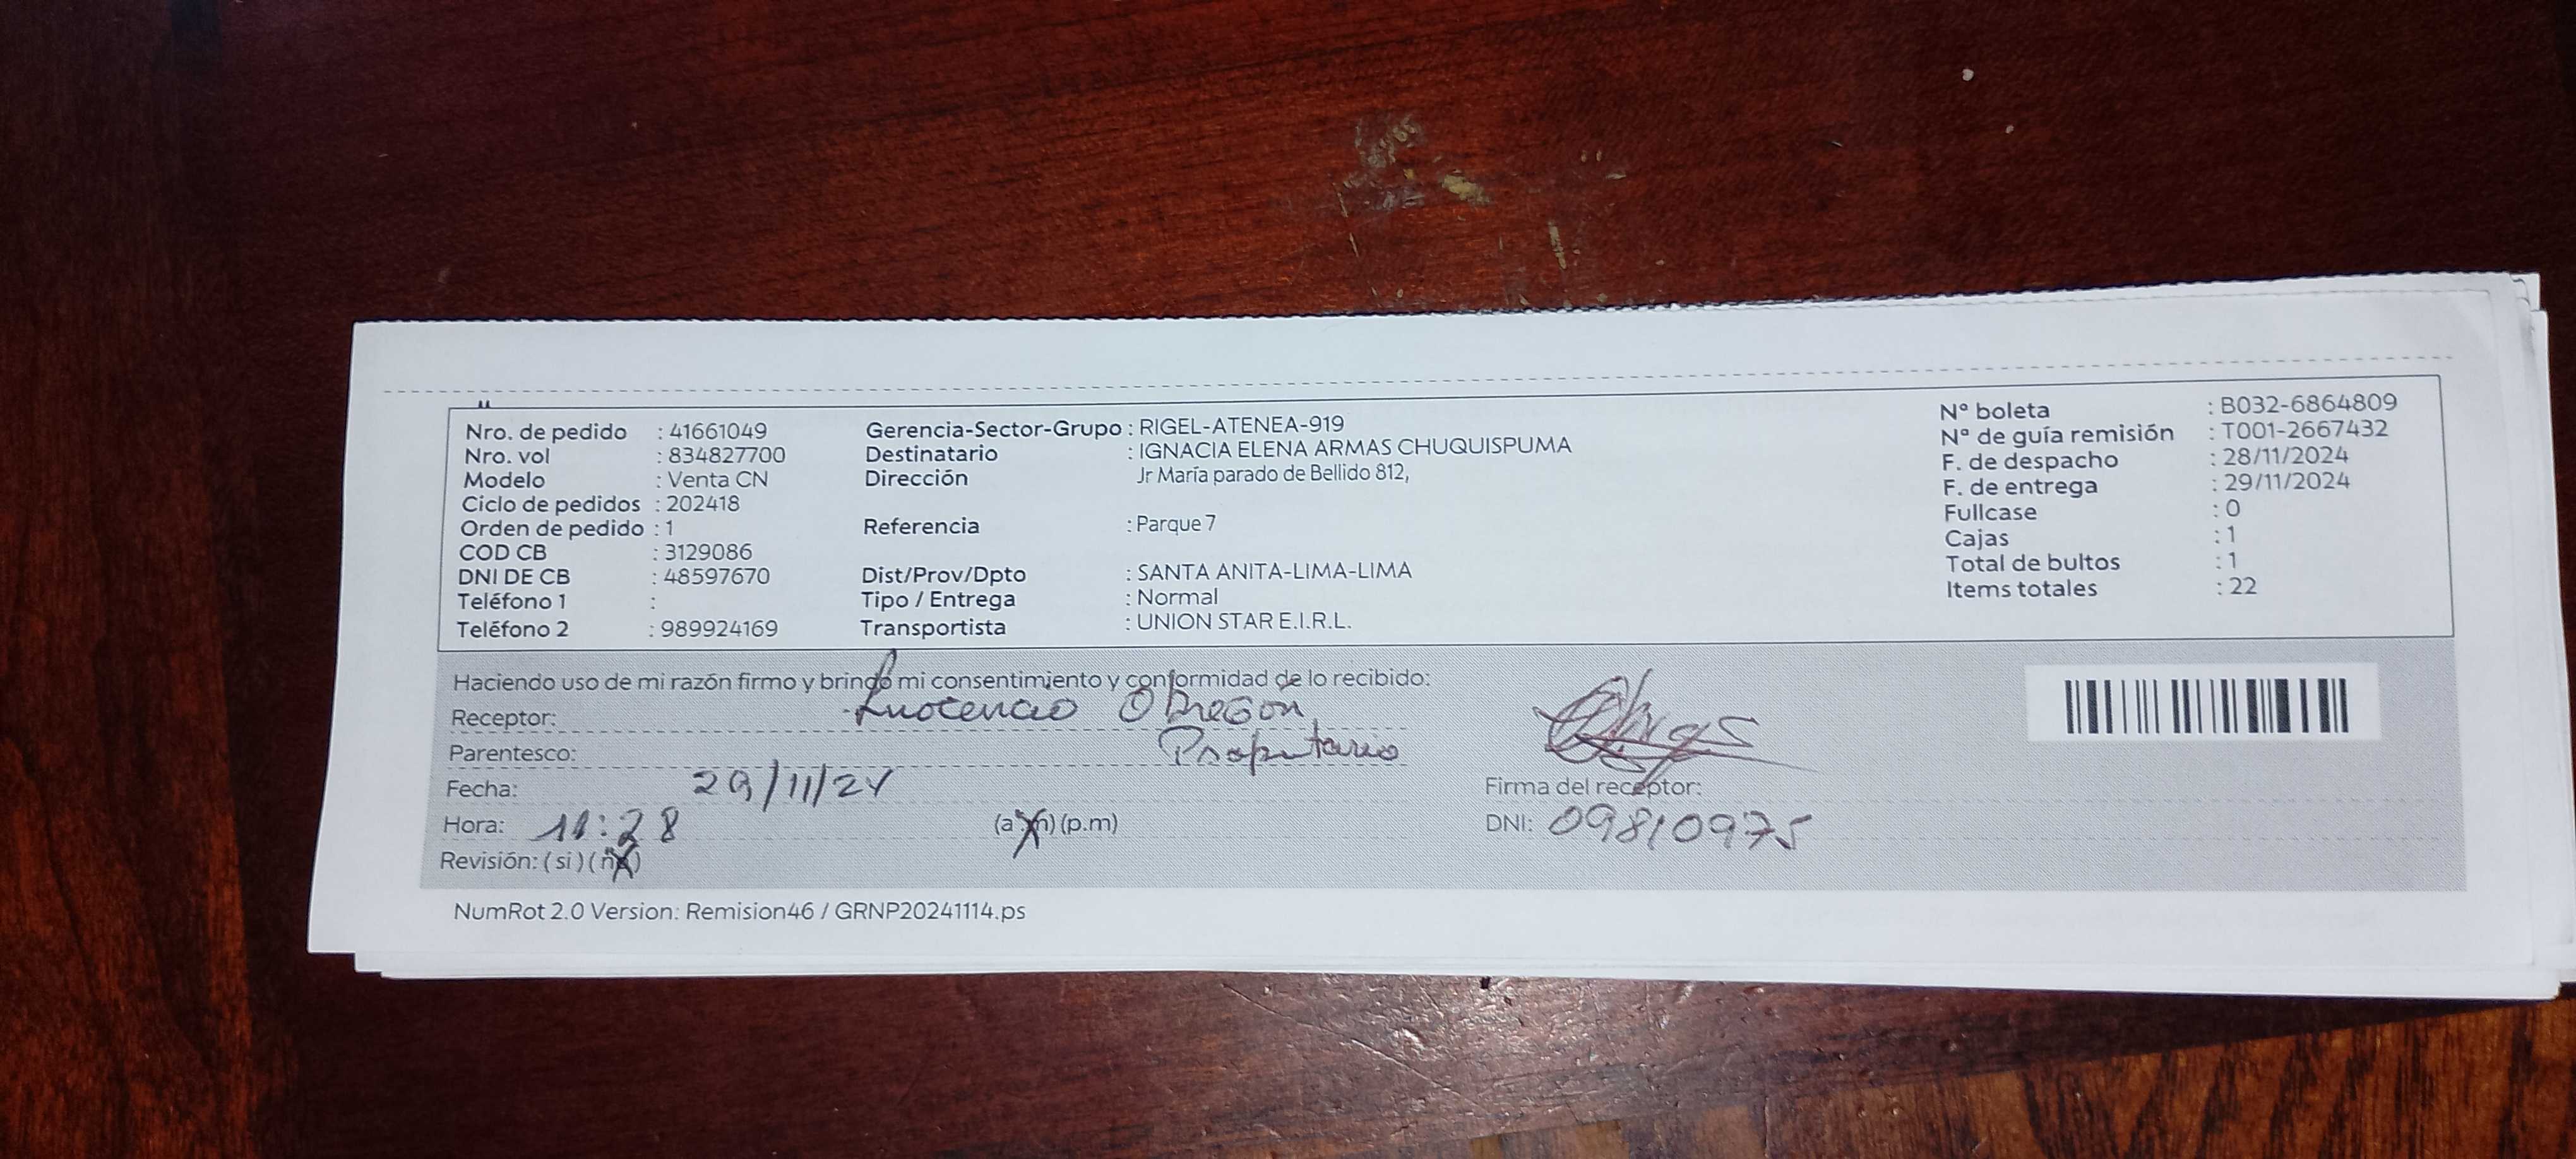 Nro. de pedido : 41661049
Nro. vol : 834827700
Modelo : Venta CN
Ciclo de pedidos : 202418
Orden de pedido : 1
COD CB : 3129086
DNI DE CB : 48597670
Teléfono 1 :
Teléfono 2 : 989924169
Gerencia-Sector-Grupo : RIGEL-ATENEA-919
Destinatario : IGNACIA ELENA ARMAS CHUQUISPUMA
Dirección Jr María parado de Bellido 812,
Referencia : Parque 7
Dist/Prov/Dpto : SANTA ANITA-LIMA-LIMA
Tipo / Entrega : Normal
Transportista : UNION STAR E.I.R.L.
N° boleta : B032-6864809
N° de guía remisión : T001-2667432
F. de despacho : 28/11/2024
F. de entrega : 29/11/2024
Fullcase : 0
Cajas : 1
Total de bultos : 1
Items totales : 22
Haciendo uso de mi razón firmo y brindo mi consentimiento y conformidad de lo recibido:
Receptor: Inocencio Obregón
Parentesco: Propietario
Fecha: 29/11/24
Hora: 11:28 (a.m) (p.m)
Revisión: ( si ) ( no )
Firma del receptor:
DNI: 09810975
NumRot 2.0 Version: Remision46 / GRNP20241114.ps